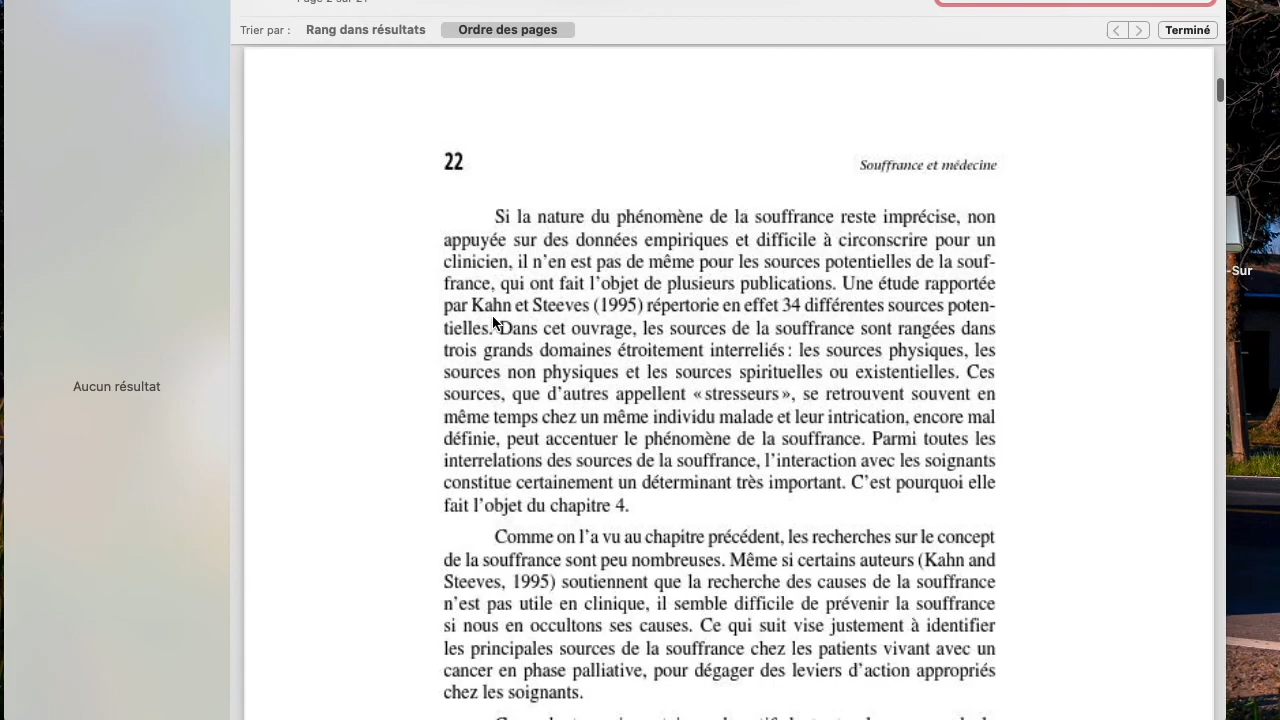 Trier par :
Rang dans résultats
Ordre des pages
Terminé
22
Souffrance et médecine
Si la nature du phénomène de la souffrance reste imprécise, non
appuyée sur des données empiriques et difficile à circonscrire pour un
clinicien, il n’en est pas de même pour les sources potentielles de la souf-
france, qui ont fait l’objet de plusieurs publications. Une étude rapportée
par Kahn et Steeves (1995) répertorie en effet 34 différentes sources poten-
tielles. Dans cet ouvrage, les sources de la souffrance sont rangées dans
trois grands domaines étroitement interreliés : les sources physiques, les
sources non physiques et les sources spirituelles ou existentielles. Ces
sources, que d’autres appellent « stresseurs », se retrouvent souvent en
même temps chez un même individu malade et leur intrication, encore mal
définie, peut accentuer le phénomène de la souffrance. Parmi toutes les
interrelations des sources de la souffrance, l’interaction avec les soignants
constitue certainement un déterminant très important. C’est pourquoi elle
fait l’objet du chapitre 4.
Comme on l’a vu au chapitre précédent, les recherches sur le concept
de la souffrance sont peu nombreuses. Même si certains auteurs (Kahn and
Steeves, 1995) soutiennent que la recherche des causes de la souffrance
n’est pas utile en clinique, il semble difficile de prévenir la souffrance
si nous en occultons ses causes. Ce qui suit vise justement à identifier
les principales sources de la souffrance chez les patients vivant avec un
cancer en phase palliative, pour dégager des leviers d’action appropriés
chez les soignants.
Aucun résultat
-Sur